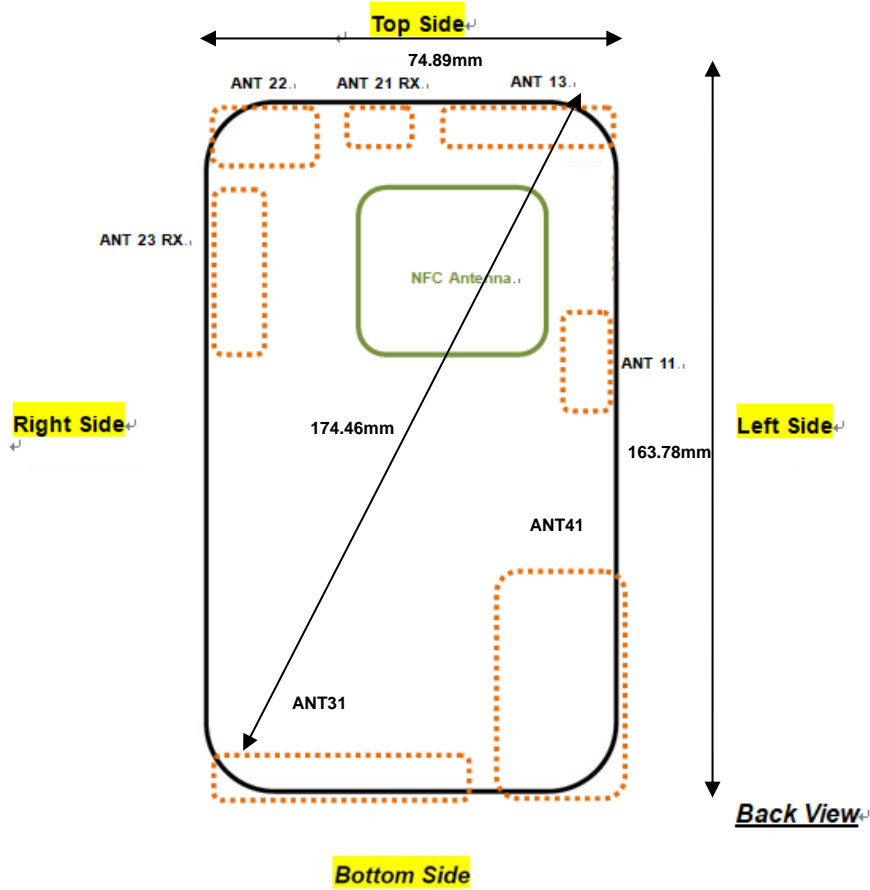 Top Side
74.89mm
ANT 22
ANT 21 RX
ANT 13
ANT 23 RX
NFC Antenna
ANT 11
Right Side
174.46mm
Left Side
163.78mm
ANT41
ANT31
Back View
Bottom Side